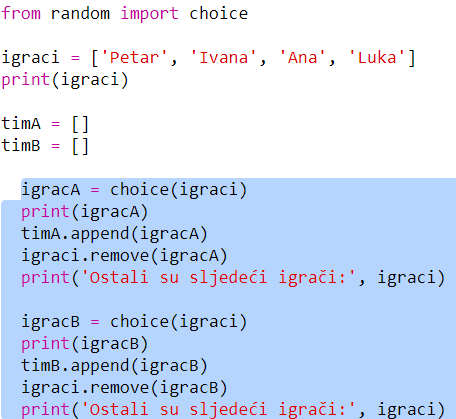 from random import choice
igraci = ['Petar', 'Ivana', 'Ana', 'Luka']
print(igraci)
timA = []
timB = []
igracA = choice(igraci)
print(igracA)
timA.append(igracA)
igraci.remove(igracA)
print('Ostali su sljedeći igrači:', igraci)
igracB = choice(igraci)
print(igracB)
timB.append(igracB)
igraci.remove(igracB)
print('Ostali su sljedeći igrači:', igraci)